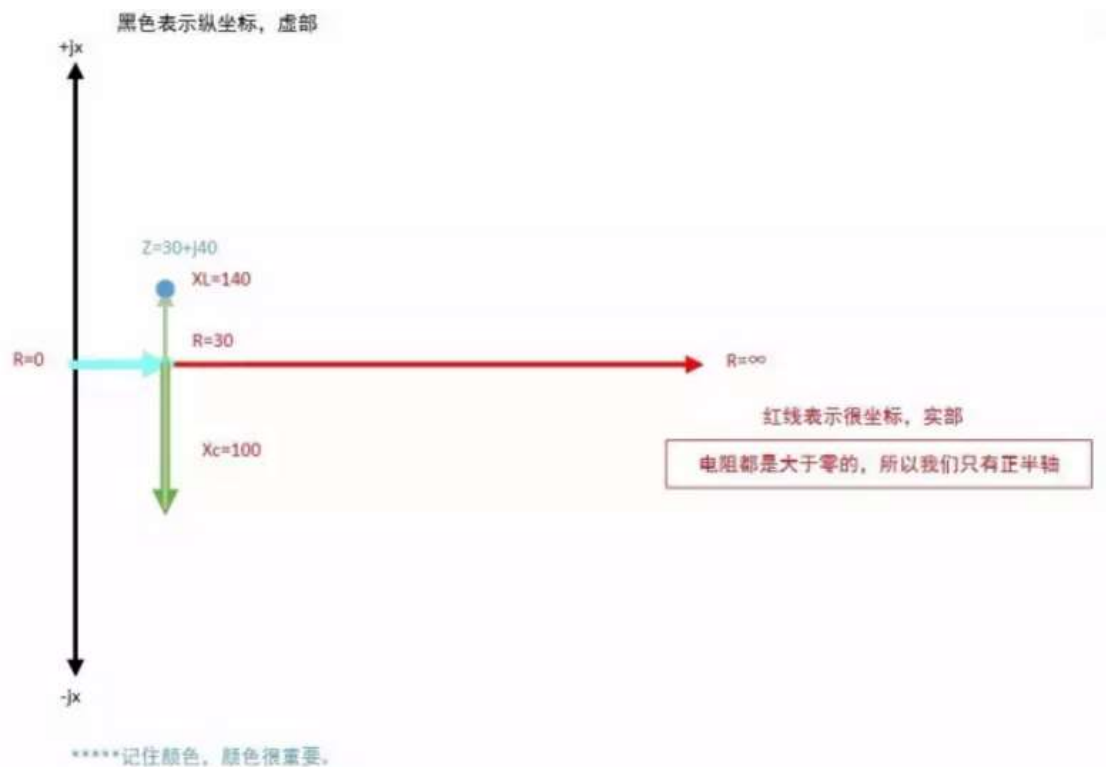 黑色表示纵坐标，虚部
+jx
Z=30+j40
XL=140
R=30
R=0
R=∞
红线表示很坐标，实部
Xc=100
电阻都是大于零的，所以我们只有正半轴
-jx
*****记住颜色，颜色很重要。